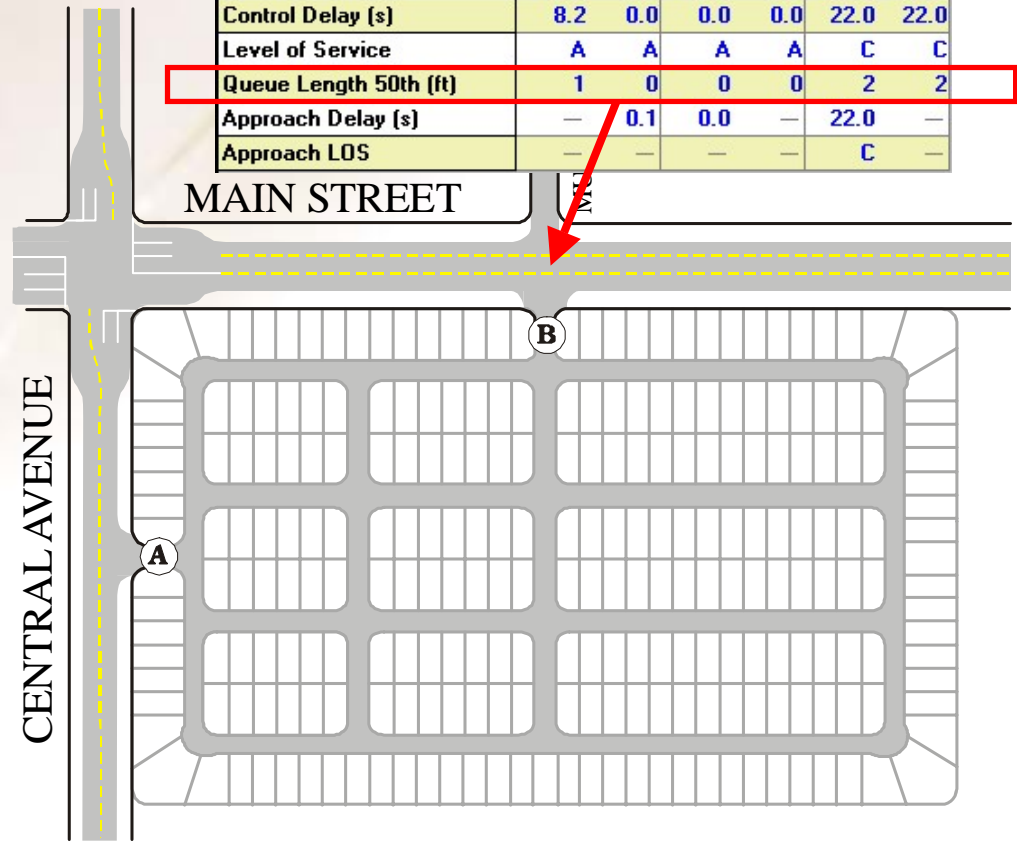 Control Delay (s) 8.2 0.0 0.0 0.0 22.0 22.0
Level of Service A A A A C C
Queue Length 50th (ft) 1 0 0 0 2 2
Approach Delay (s) — 0.1 0.0 — 22.0 —
Approach LOS — — — — C —
MAIN STREET
B
CENTRAL AVENUE
A